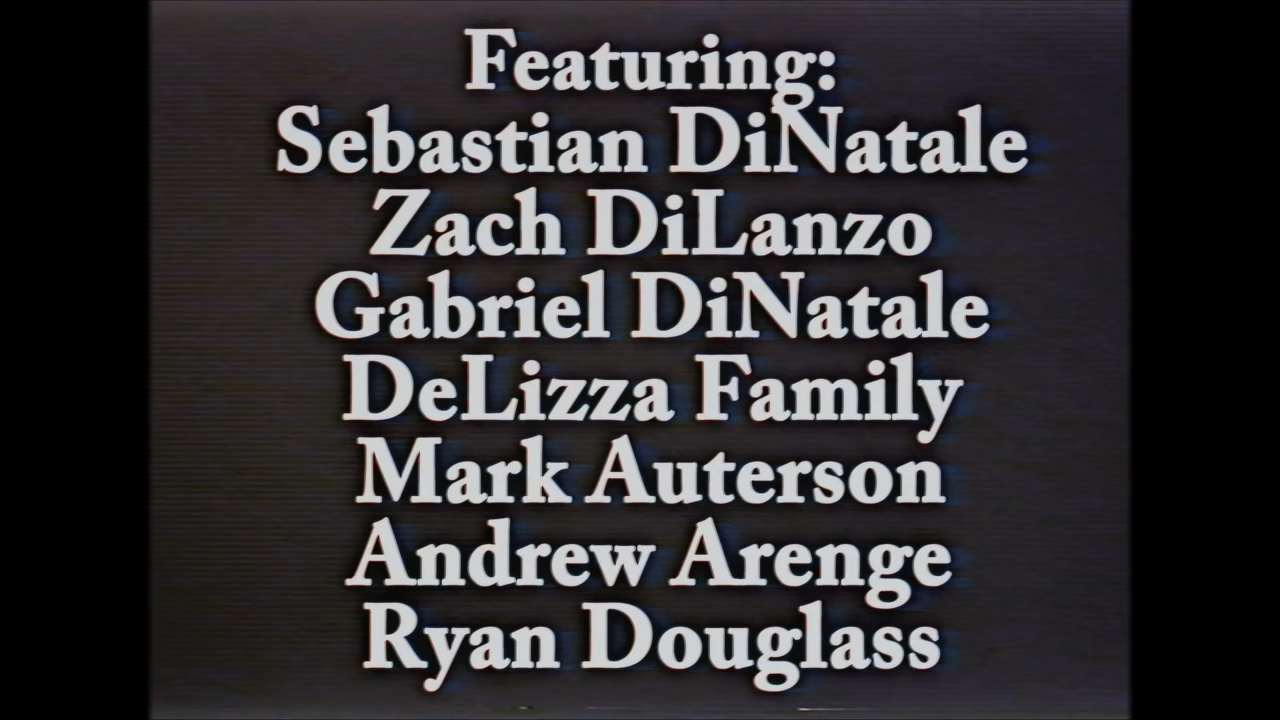 Featuring:
Sebastian DiNatale
Zach DiLanzo
Gabriel DiNatale
DeLizza Family
Mark Auterson
Andrew Arenge
Ryan Douglass